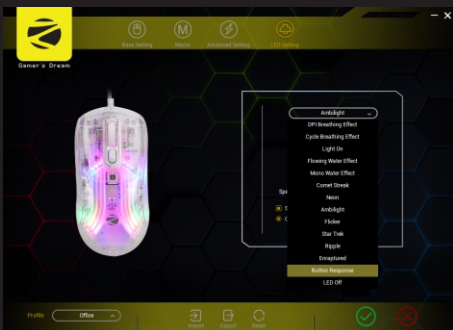 Base Setting
Macro
Advanced Setting
LED Setting
Gamer's Dream
Ambilight
DPI Breathing Effect
Cycle Breathing Effect
Light On
Flowing Water Effect
Mono Water Effect
Comet Streak
Neon
Ambilight
Flicker
Star Trek
Ripple
Enraptured
Button Response
LED Off
Profile
Office
Import
Export
Reset